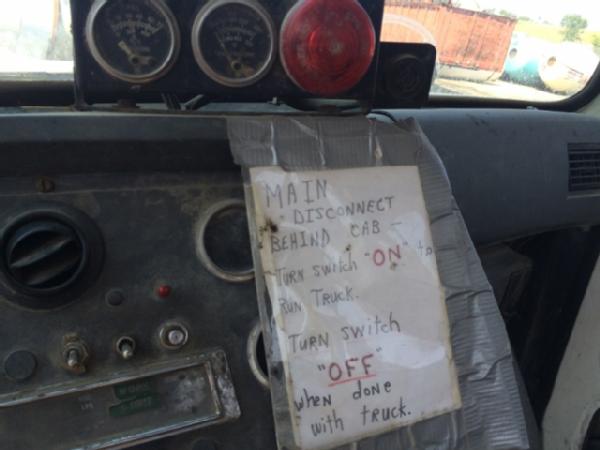 MAIN
DISCONNECT
BEHIND CAB -
TURN switch "ON" to
RUN TRUCK.
TURN switch
"OFF"
when done
with truck.